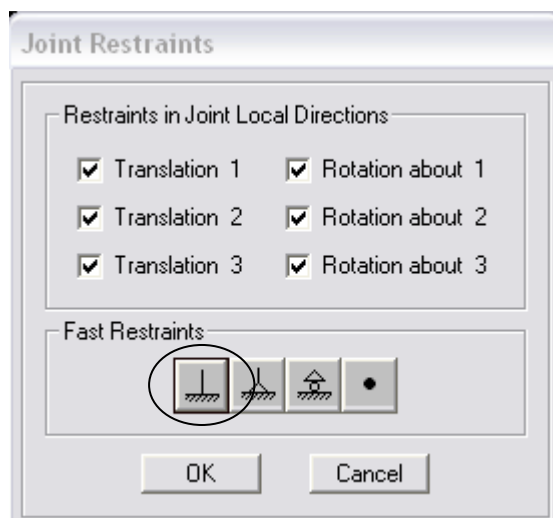 Joint Restraints
Restraints in Joint Local Directions
Translation 1 Rotation about 1
Translation 2 Rotation about 2
Translation 3 Rotation about 3
Fast Restraints
OK Cancel